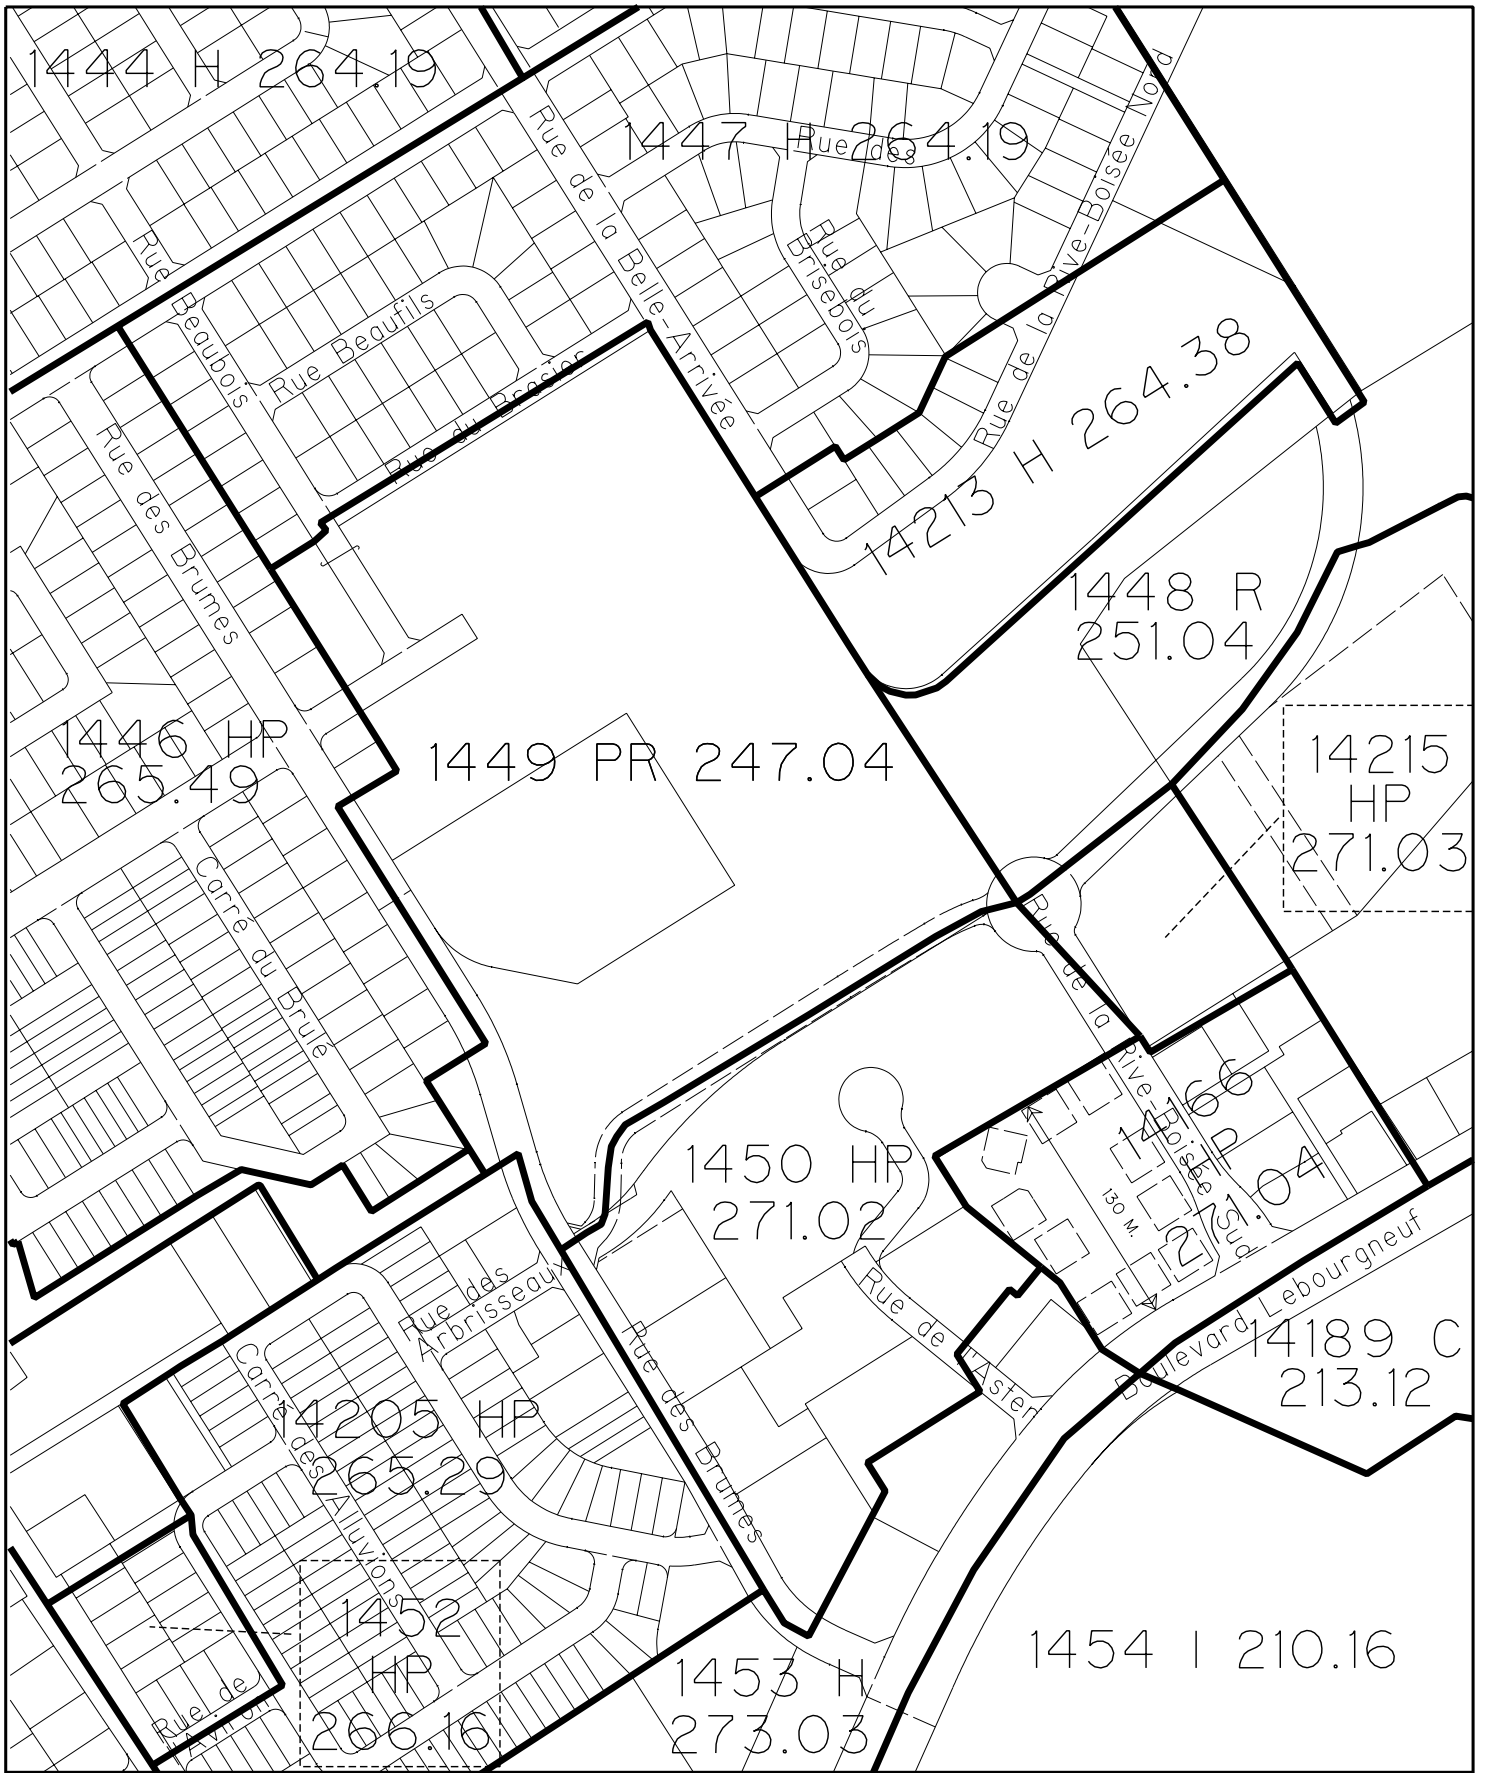 1444 H 264.19
1447 H 264.19
Rue des
Rue de la Rive-Boisée Nord
Rue de la Belle-Arrivée
Rue du
Brisebois
Rue Beaubois
Rue Beaufils
Rue du Brasier
14213 H 264.38
Rue des Brumes
1448 R
251.04
1446 HP
265.49
1449 PR 247.04
14215
HP
271.03
Carré du Brulé
Rue de la Rive-Boisée Sud
14166
HP
271.04
130 M.
1450 HP
271.02
Rue des
Arbrisseaux
Rue de l'Aster
Boulevard Lebourgneuf
14189 C
213.12
Rue des Brumes
Carré des Alluvions
14205 HP
265.29
1452
HP
266.16
Rue de
l'Aviron
1453 H
273.03
1454 I 210.16